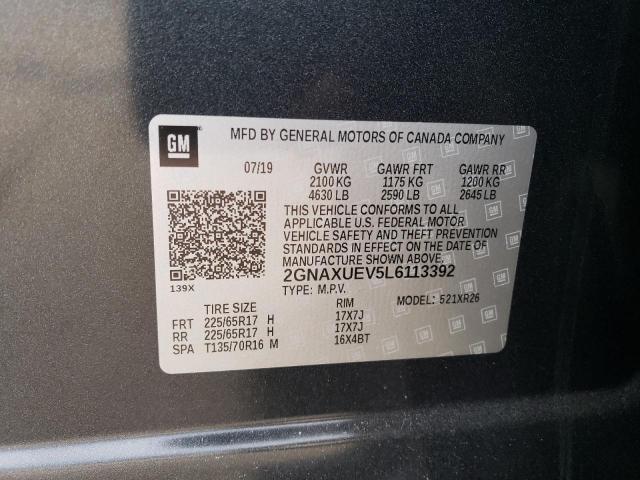 GM
MFD BY GENERAL MOTORS OF CANADA COMPANY
07/19 GVWR GAWR FRT GAWR RR
2100 KG 1175 KG 1200 KG
4630 LB 2590 LB 2645 LB
THIS VEHICLE CONFORMS TO ALL
APPLICABLE U.S. FEDERAL MOTOR
VEHICLE SAFETY AND THEFT PREVENTION
STANDARDS IN EFFECT ON THE DATE OF
MANUFACTURE SHOWN ABOVE.
2GNAXUEV5L6113392
139X
TYPE: M.P.V. MODEL: 521XR26
TIRE SIZE RIM
FRT 225/65R17 H 17X7J
RR 225/65R17 H 17X7J
SPA T135/70R16 M 16X4BT